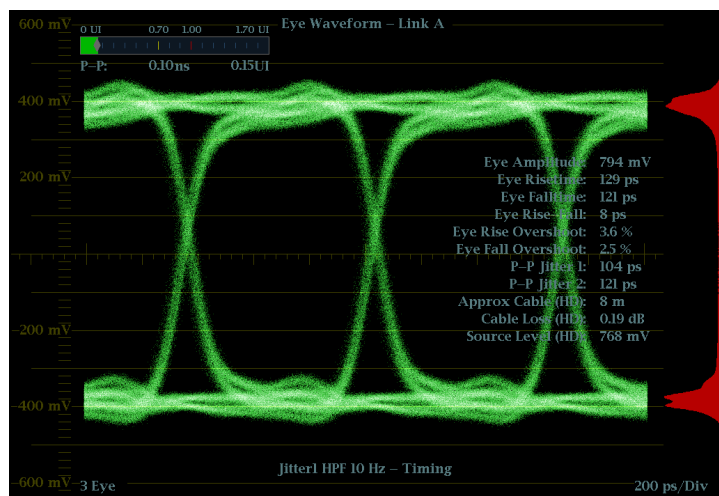 600 mV
Eye Waveform – Link A
0 UI 0.70 1.00 1.70 UI
P–P: 0.10ns 0.15UI
400 mV
Eye Amplitude: 794 mV
200 mV
Eye Risetime: 129 ps
Eye Falltime: 121 ps
Eye Rise–Fall: 8 ps
Eye Rise Overshoot: 3.6 %
Eye Fall Overshoot: 2.5 %
P–P Jitter 1: 104 ps
P–P Jitter 2: 121 ps
Approx Cable (HD): 8 m
Cable Loss (HD): 0.19 dB
-200 mV
Source Level (HD): 768 mV
-400 mV
Jitter1 HPF 10 Hz – Timing
-600 mV
3 Eye
200 ps/Div